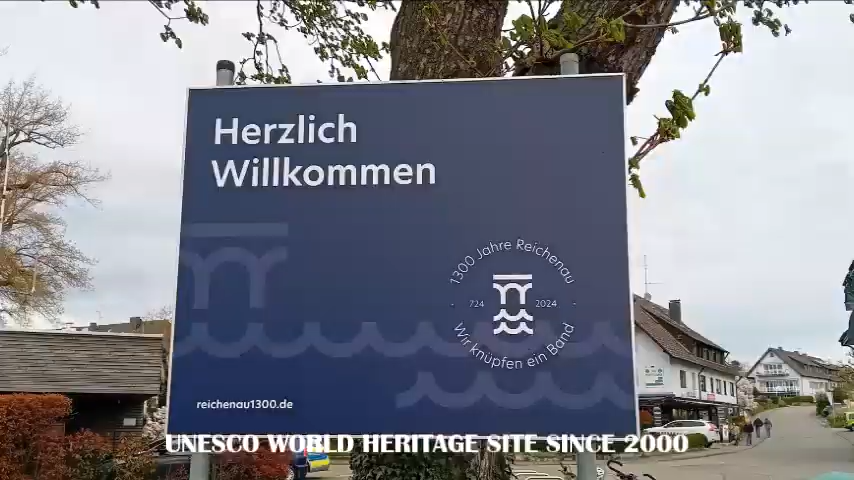 Herzlich
Willkommen
1300 Jahre Reichenau
724 2024
Wir knüpfen ein Band
reichenau1300.de
UNESCO WORLD HERITAGE SITE SINCE 2000